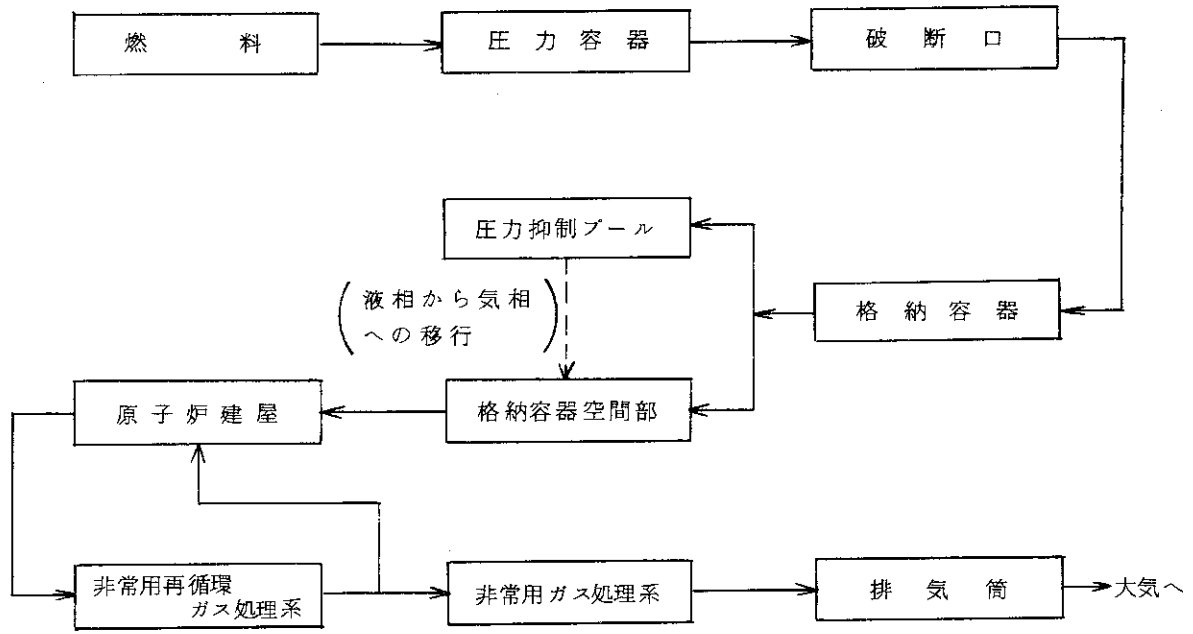 燃料
圧力容器
破断口
圧力抑制プール
液相から気相
への移行
格納容器
原子炉建屋
格納容器空間部
非常用再循環
ガス処理系
非常用ガス処理系
排気筒
大気へ